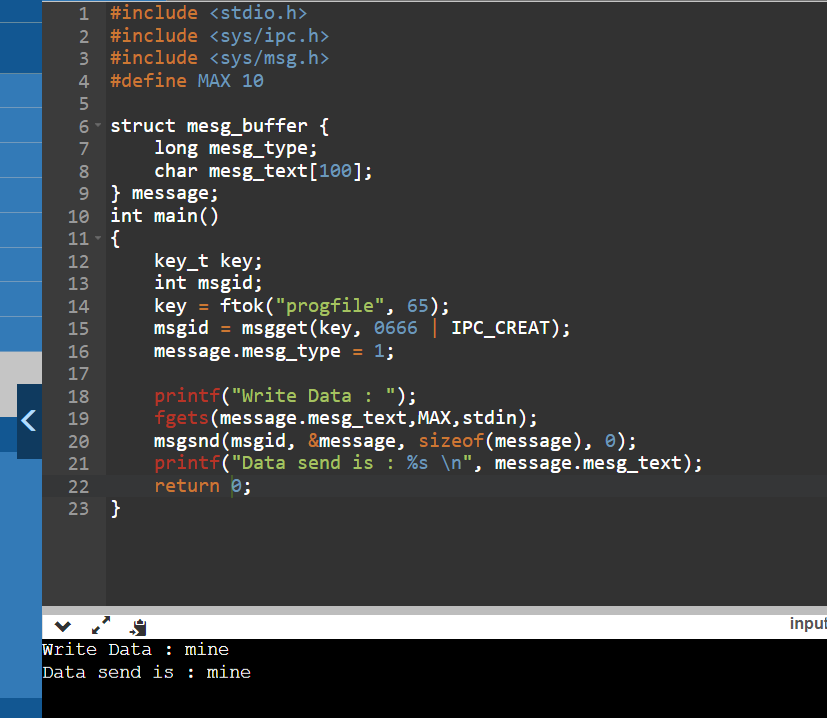 1 #include <stdio.h>
2 #include <sys/ipc.h>
3 #include <sys/msg.h>
4 #define MAX 10
5
6 struct mesg_buffer {
7     long mesg_type;
8     char mesg_text[100];
9 } message;
10 int main()
11 {
12     key_t key;
13     int msgid;
14     key = ftok("progfile", 65);
15     msgid = msgget(key, 0666 | IPC_CREAT);
16     message.mesg_type = 1;
17
18     printf("Write Data : ");
19     fgets(message.mesg_text,MAX,stdin);
20     msgsnd(msgid, &message, sizeof(message), 0);
21     printf("Data send is : %s \n", message.mesg_text);
22     return 0;
23 }
input
Write Data : mine
Data send is : mine